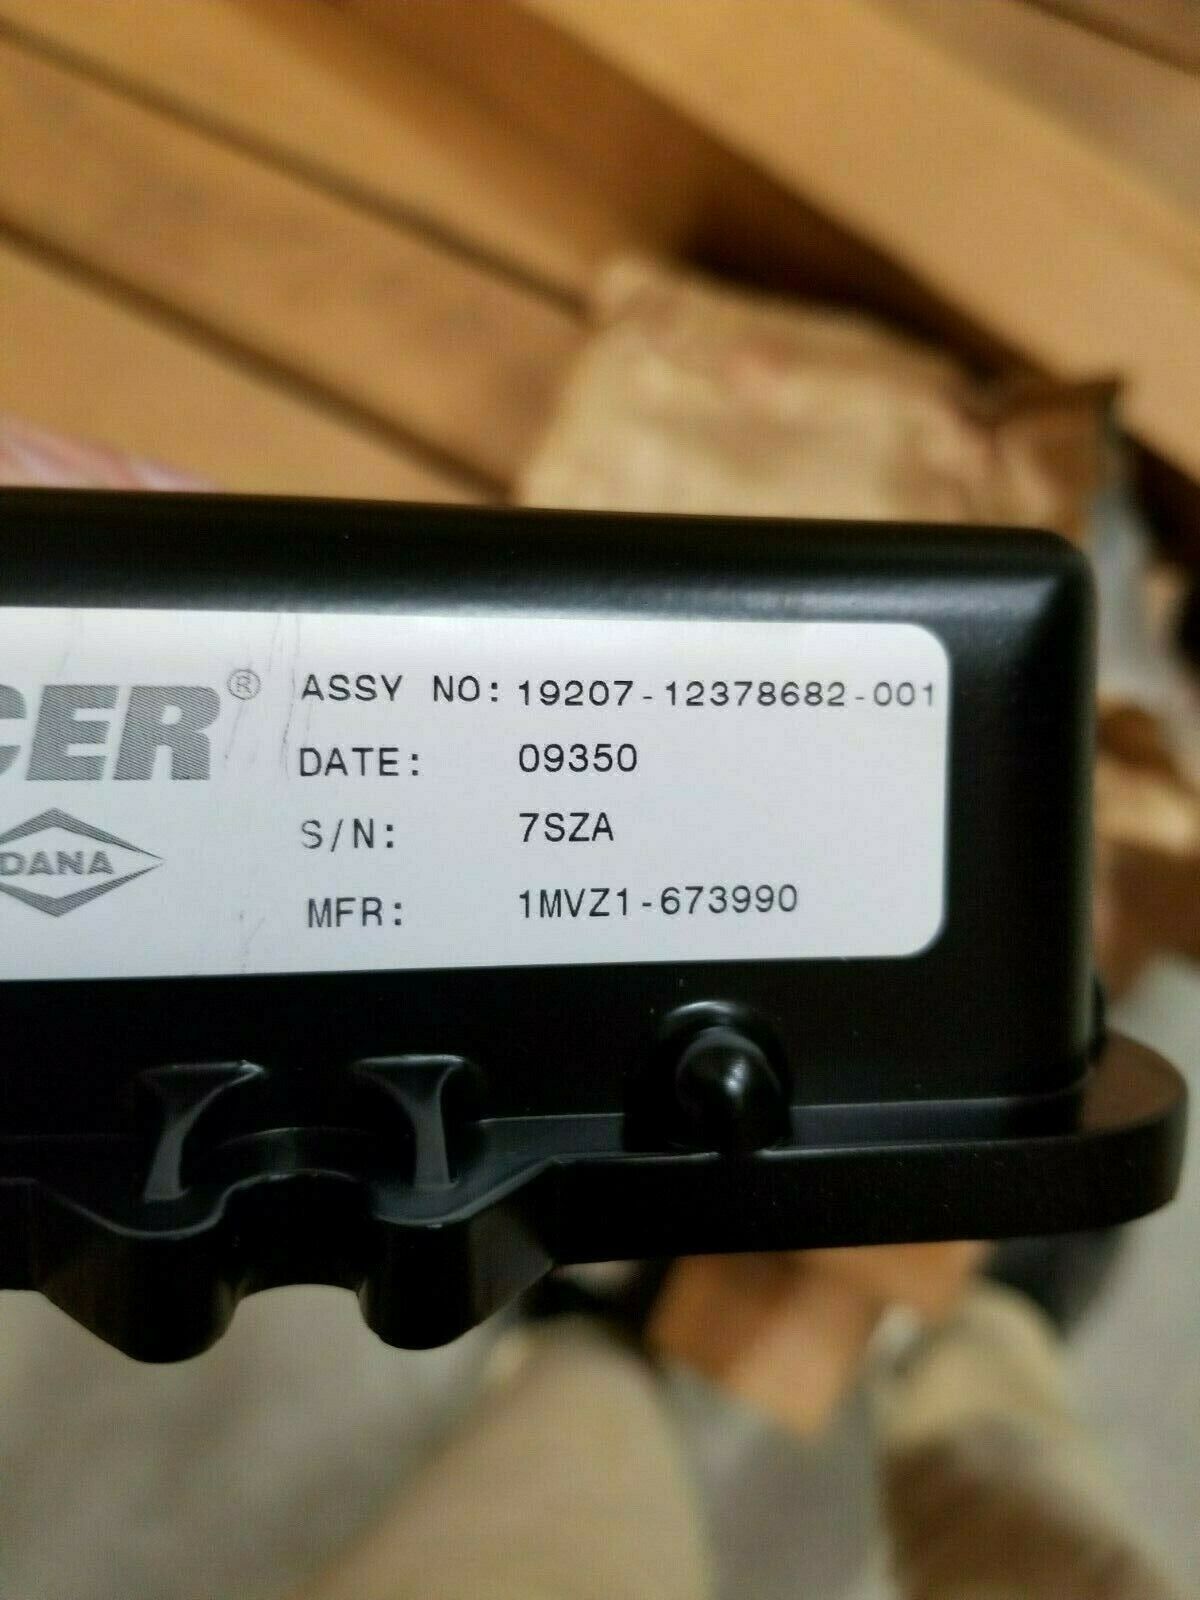 CER®
ASSY NO: 19207-12378682-001
DATE: 09350
S/N: 7SZA
DANA
MFR: 1MVZ1-673990